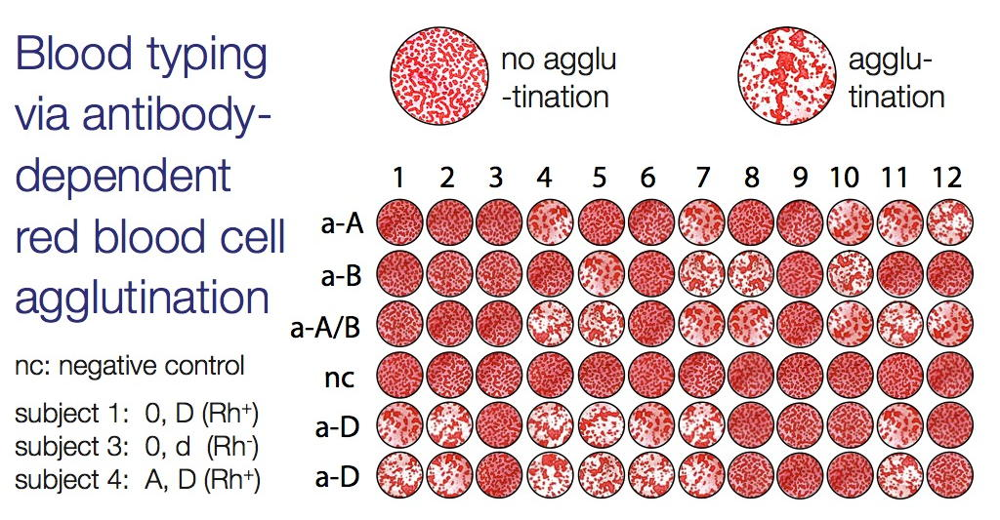 Blood typing
via antibody-
dependent
red blood cell
agglutination
nc: negative control
subject 1: 0, D (Rh⁺)
subject 3: 0, d (Rh⁻)
subject 4: A, D (Rh⁺)
no agglu
-tination
agglu-
tination
1 2 3 4 5 6 7 8 9 10 11 12
a-A
a-B
a-A/B
nc
a-D
a-D